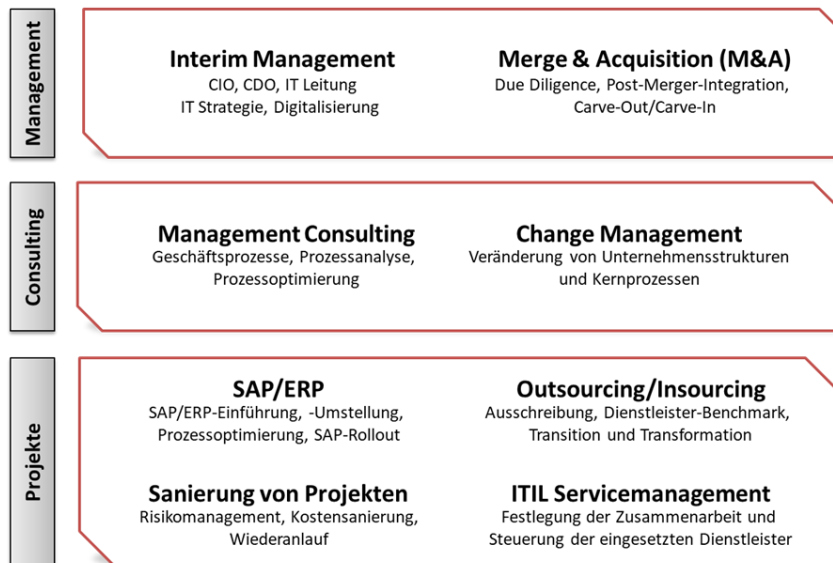 Management
Interim Management
CIO, CDO, IT Leitung
IT Strategie, Digitalisierung
Merge & Acquisition (M&A)
Due Diligence, Post-Merger-Integration,
Carve-Out/Carve-In
Consulting
Management Consulting
Geschäftsprozesse, Prozessanalyse,
Prozessoptimierung
Change Management
Veränderung von Unternehmensstrukturen
und Kernprozessen
Projekte
SAP/ERP
SAP/ERP-Einführung, -Umstellung,
Prozessoptimierung, SAP-Rollout
Outsourcing/Insourcing
Ausschreibung, Dienstleister-Benchmark,
Transition und Transformation
Sanierung von Projekten
Risikomanagement, Kostensanierung,
Wiederanlauf
ITIL Servicemanagement
Festlegung der Zusammenarbeit und
Steuerung der eingesetzten Dienstleister